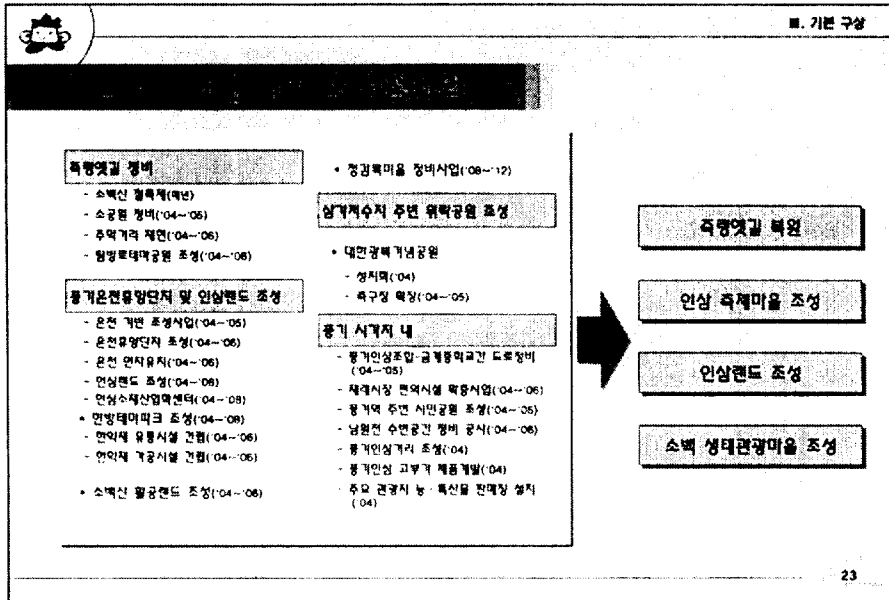 Ⅲ. 기본 구상
죽령옛길 정비
- 소백산 철쭉제(매년)
- 소공원 정비('04~'05)
- 주막거리 재현('04~'06)
- 탐방로테마공원 조성('04~'06)
풍기온천휴양단지 및 인삼랜드 조성
- 온천 기반 조성사업('04~'05)
- 온천휴양단지 조성('04~'06)
- 온천 민자유치('04~'06)
- 인삼랜드 조성('04~'08)
- 인삼소재산업화센터('04~'08)
• 한방테마파크 조성('04~'08)
- 한약재 유통시설 건립('04~'06)
- 한약재 가공시설 건립('04~'06)
• 소백산 활공랜드 조성('04~'06)
• 정감록마을 정비사업('08~'12)
삼가저수지 주변 위락공원 조성
• 대한광복기념공원
- 성지화('04)
- 족구장 확장('04~'05)
풍기 시가지 내
- 풍기인삼조합·금계중학교간 도로정비
('04~'05)
- 재래시장 편의시설 확충사업('04~'06)
- 풍기역 주변 시민공원 조성('04~'05)
- 남원천 수변공간 정비 공사('04~'06)
- 풍기인삼거리 조성('04)
- 풍기인삼 고부가 제품개발('04)
- 주요 관광지 농·특산물 판매장 설치
('04)
죽령옛길 복원
인삼 축제마을 조성
인삼랜드 조성
소백 생태관광마을 조성
23